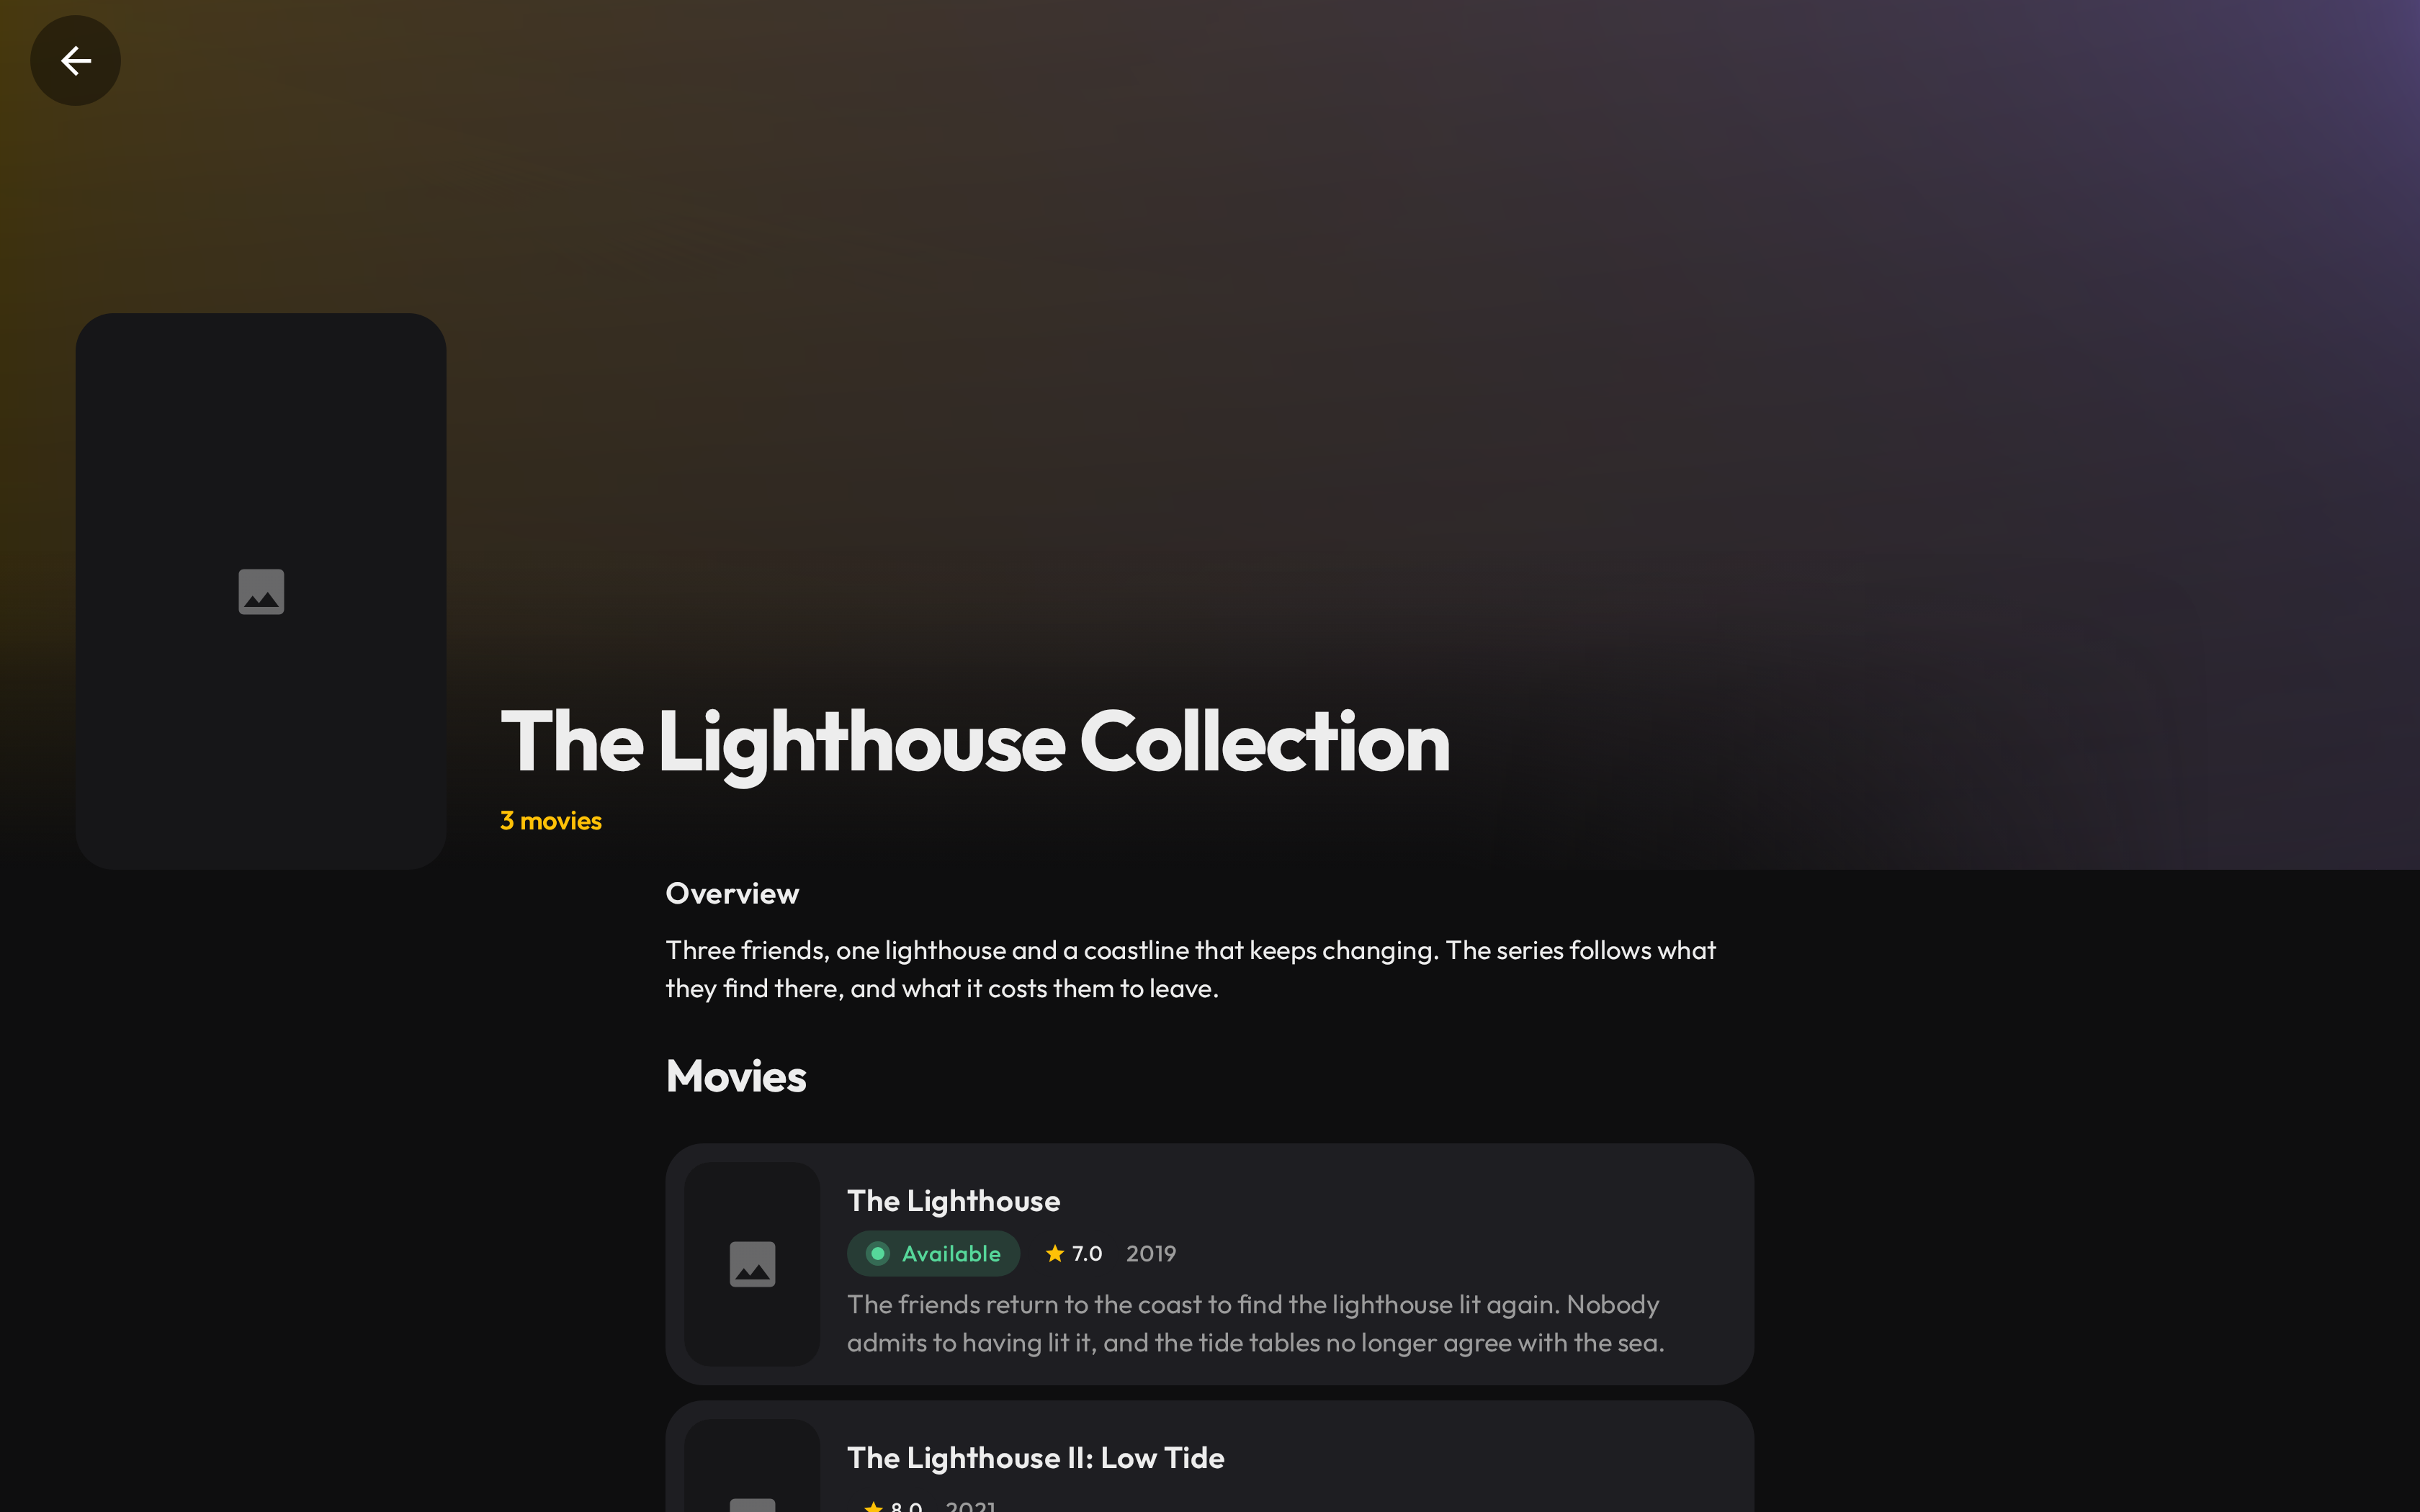 The Lighthouse Collection
3 movies
Overview
Three friends, one lighthouse and a coastline that keeps changing. The series follows what
they find there, and what it costs them to leave.
Movies
The Lighthouse
Available 7.0 2019
The friends return to the coast to find the lighthouse lit again. Nobody
admits to having lit it, and the tide tables no longer agree with the sea.
The Lighthouse II: Low Tide
8.0 2021